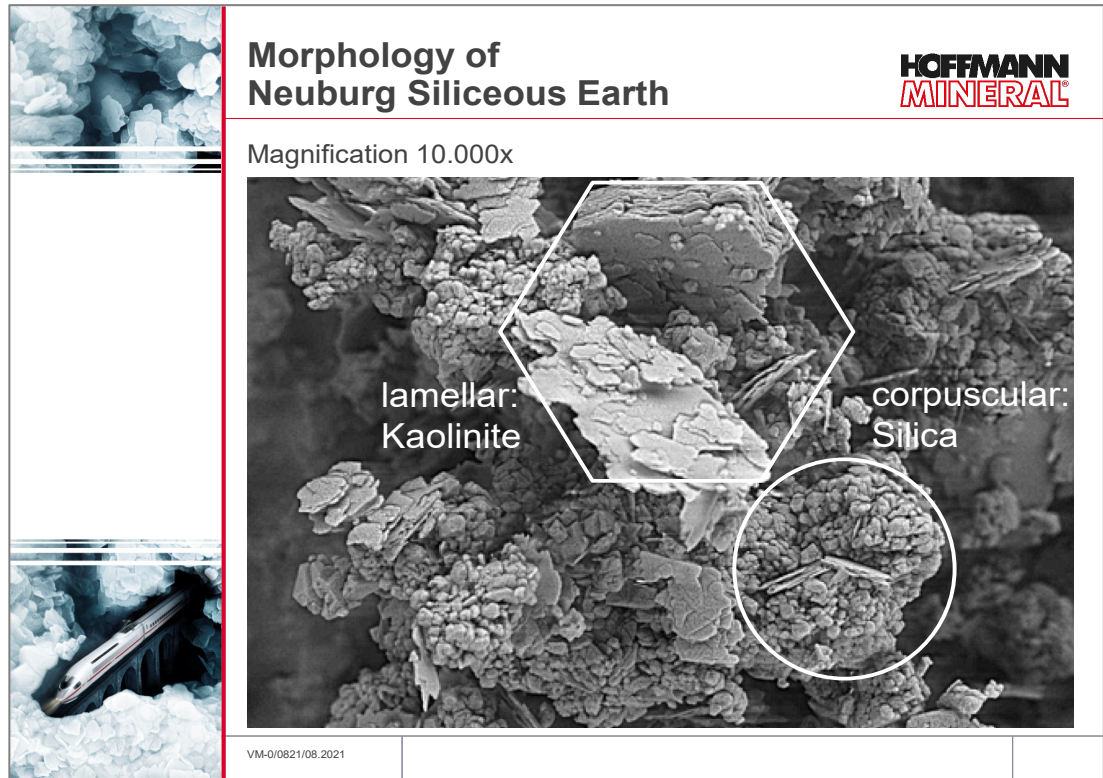 Morphology of
Neuburg Siliceous Earth
HOFFMANN
MINERAL®
Magnification 10.000x
lamellar:
Kaolinite
corpuscular:
Silica
VM-0/0821/08.2021